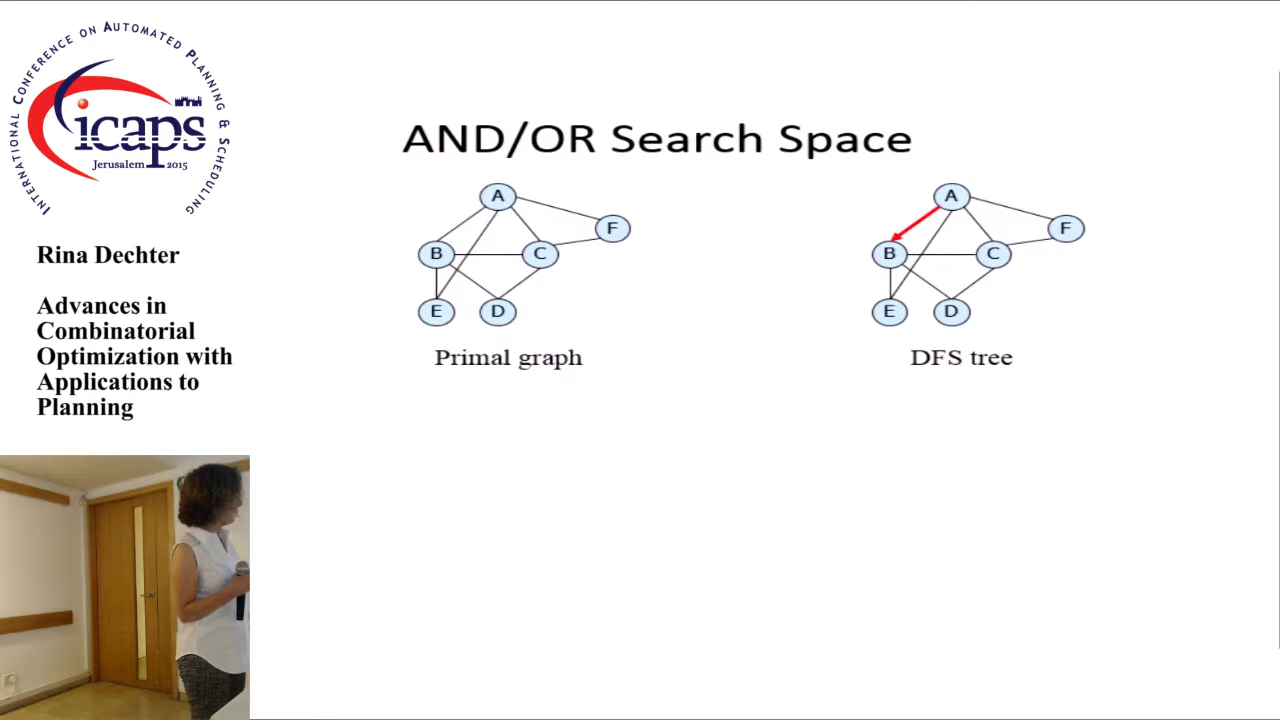 INTERNATIONAL CONFERENCE ON AUTOMATED PLANNING & SCHEDULING
icaps
Jerusalem 2015
Rina Dechter
Advances in
Combinatorial
Optimization with
Applications to
Planning
AND/OR Search Space
A
F
B
C
E
D
Primal graph
A
F
B
C
E
D
DFS tree